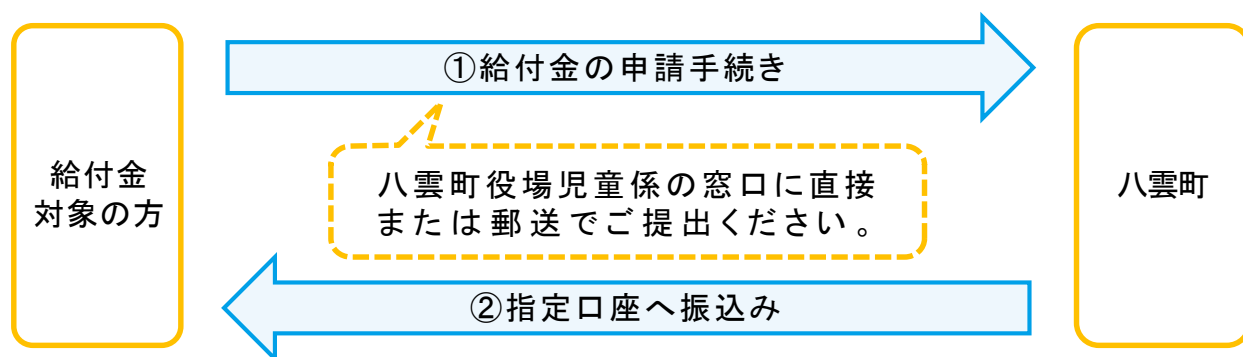 ①給付金の申請手続き
給付金
対象の方
八雲町役場児童係の窓口に直接
または郵送でご提出ください。
八雲町
②指定口座へ振込み